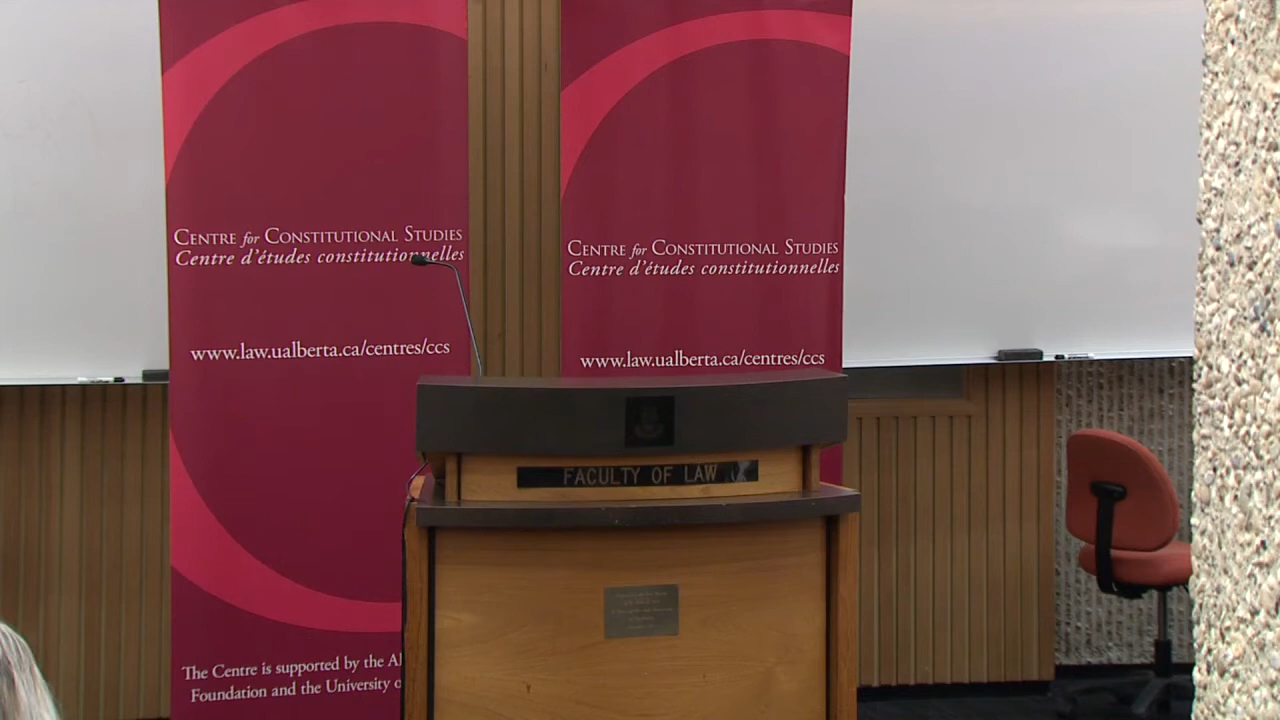 CENTRE for CONSTITUTIONAL STUDIES
Centre d'études constitutionnelles
www.law.ualberta.ca/centres/ccs
The Centre is supported by the
Foundation and the University
CENTRE for CONSTITUTIONAL STUDIES
Centre d'études constitutionnelles
www.law.ualberta.ca/centres/ccs
FACULTY OF LAW